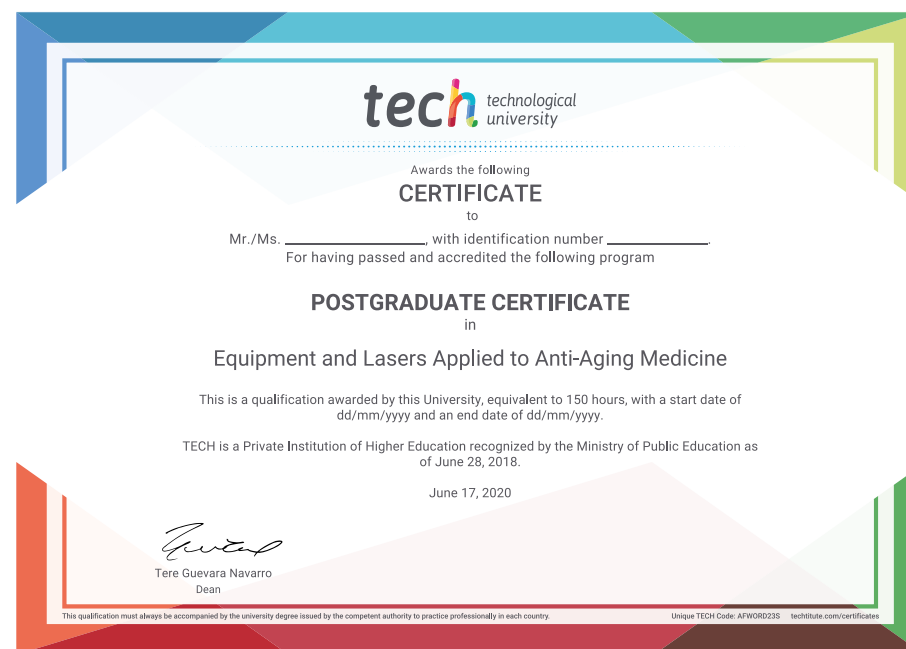 tech technological
university
Awards the following
CERTIFICATE
to
Mr./Ms. ____________________, with identification number ______________.
For having passed and accredited the following program
POSTGRADUATE CERTIFICATE
in
Equipment and Lasers Applied to Anti-Aging Medicine
This is a qualification awarded by this University, equivalent to 150 hours, with a start date of
dd/mm/yyyy and an end date of dd/mm/yyyy.
TECH is a Private Institution of Higher Education recognized by the Ministry of Public Education as
of June 28, 2018.
June 17, 2020
Tere Guevara Navarro
Dean
This qualification must always be accompanied by the university degree issued by the competent authority to practice professionally in each country.
Unique TECH Code: AFWORD23S techtitute.com/certificates